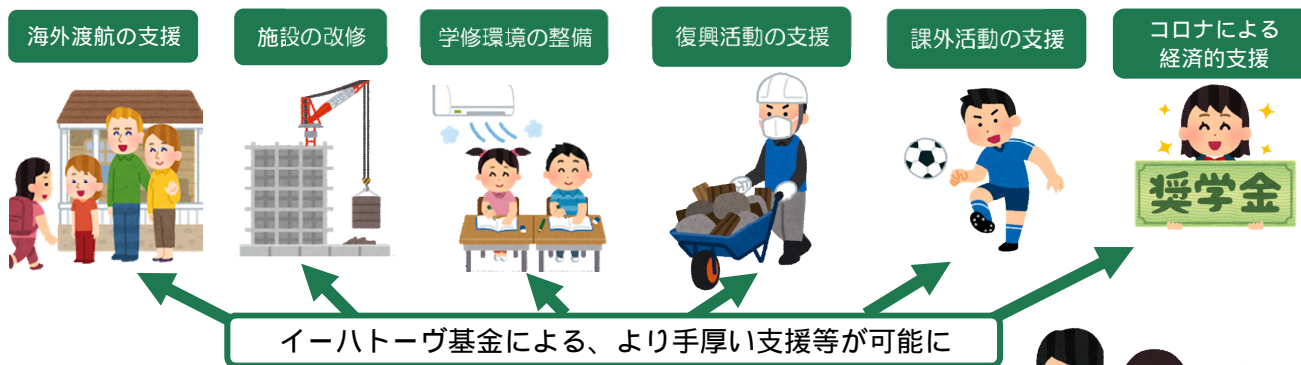 海外渡航の支援
施設の改修
学修環境の整備
復興活動の支援
課外活動の支援
コロナによる
経済的支援
奨学金
イーハトーヴ基金による、より手厚い支援等が可能に